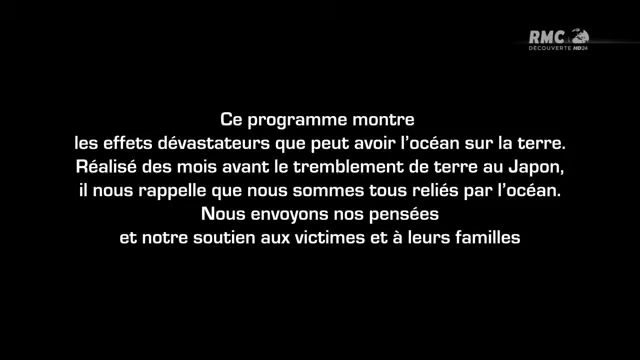 RMC
DÉCOUVERTE HD24
Ce programme montre
les effets dévastateurs que peut avoir l'océan sur la terre.
Réalisé des mois avant le tremblement de terre au Japon,
il nous rappelle que nous sommes tous reliés par l'océan.
Nous envoyons nos pensées
et notre soutien aux victimes et à leurs familles